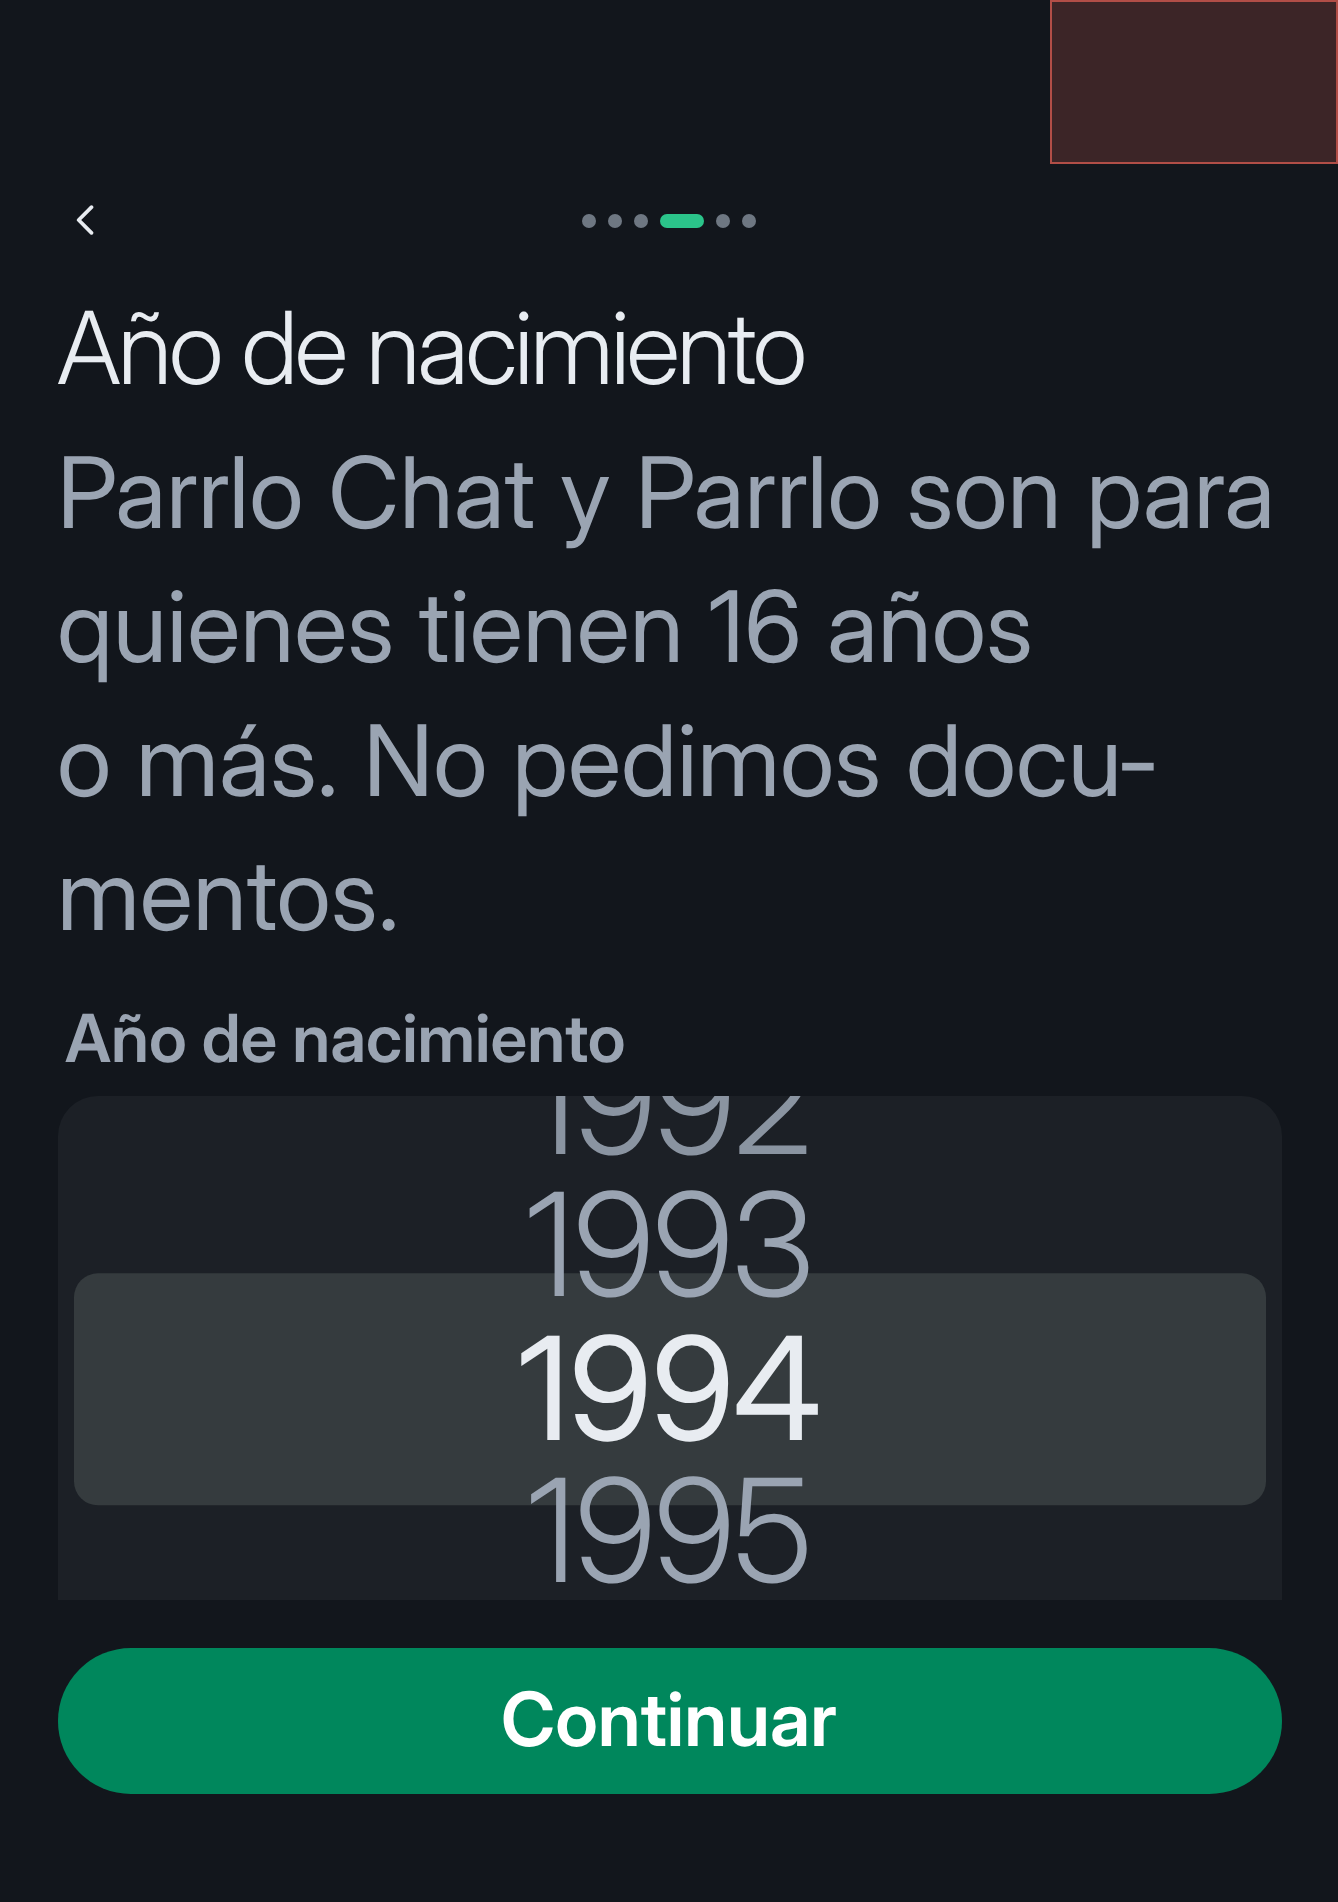 Año de nacimiento
Parrlo Chat y Parrlo son para
quienes tienen 16 años
o más. No pedimos docu-
mentos.
Año de nacimiento
1992
1993
1994
1995
Continuar